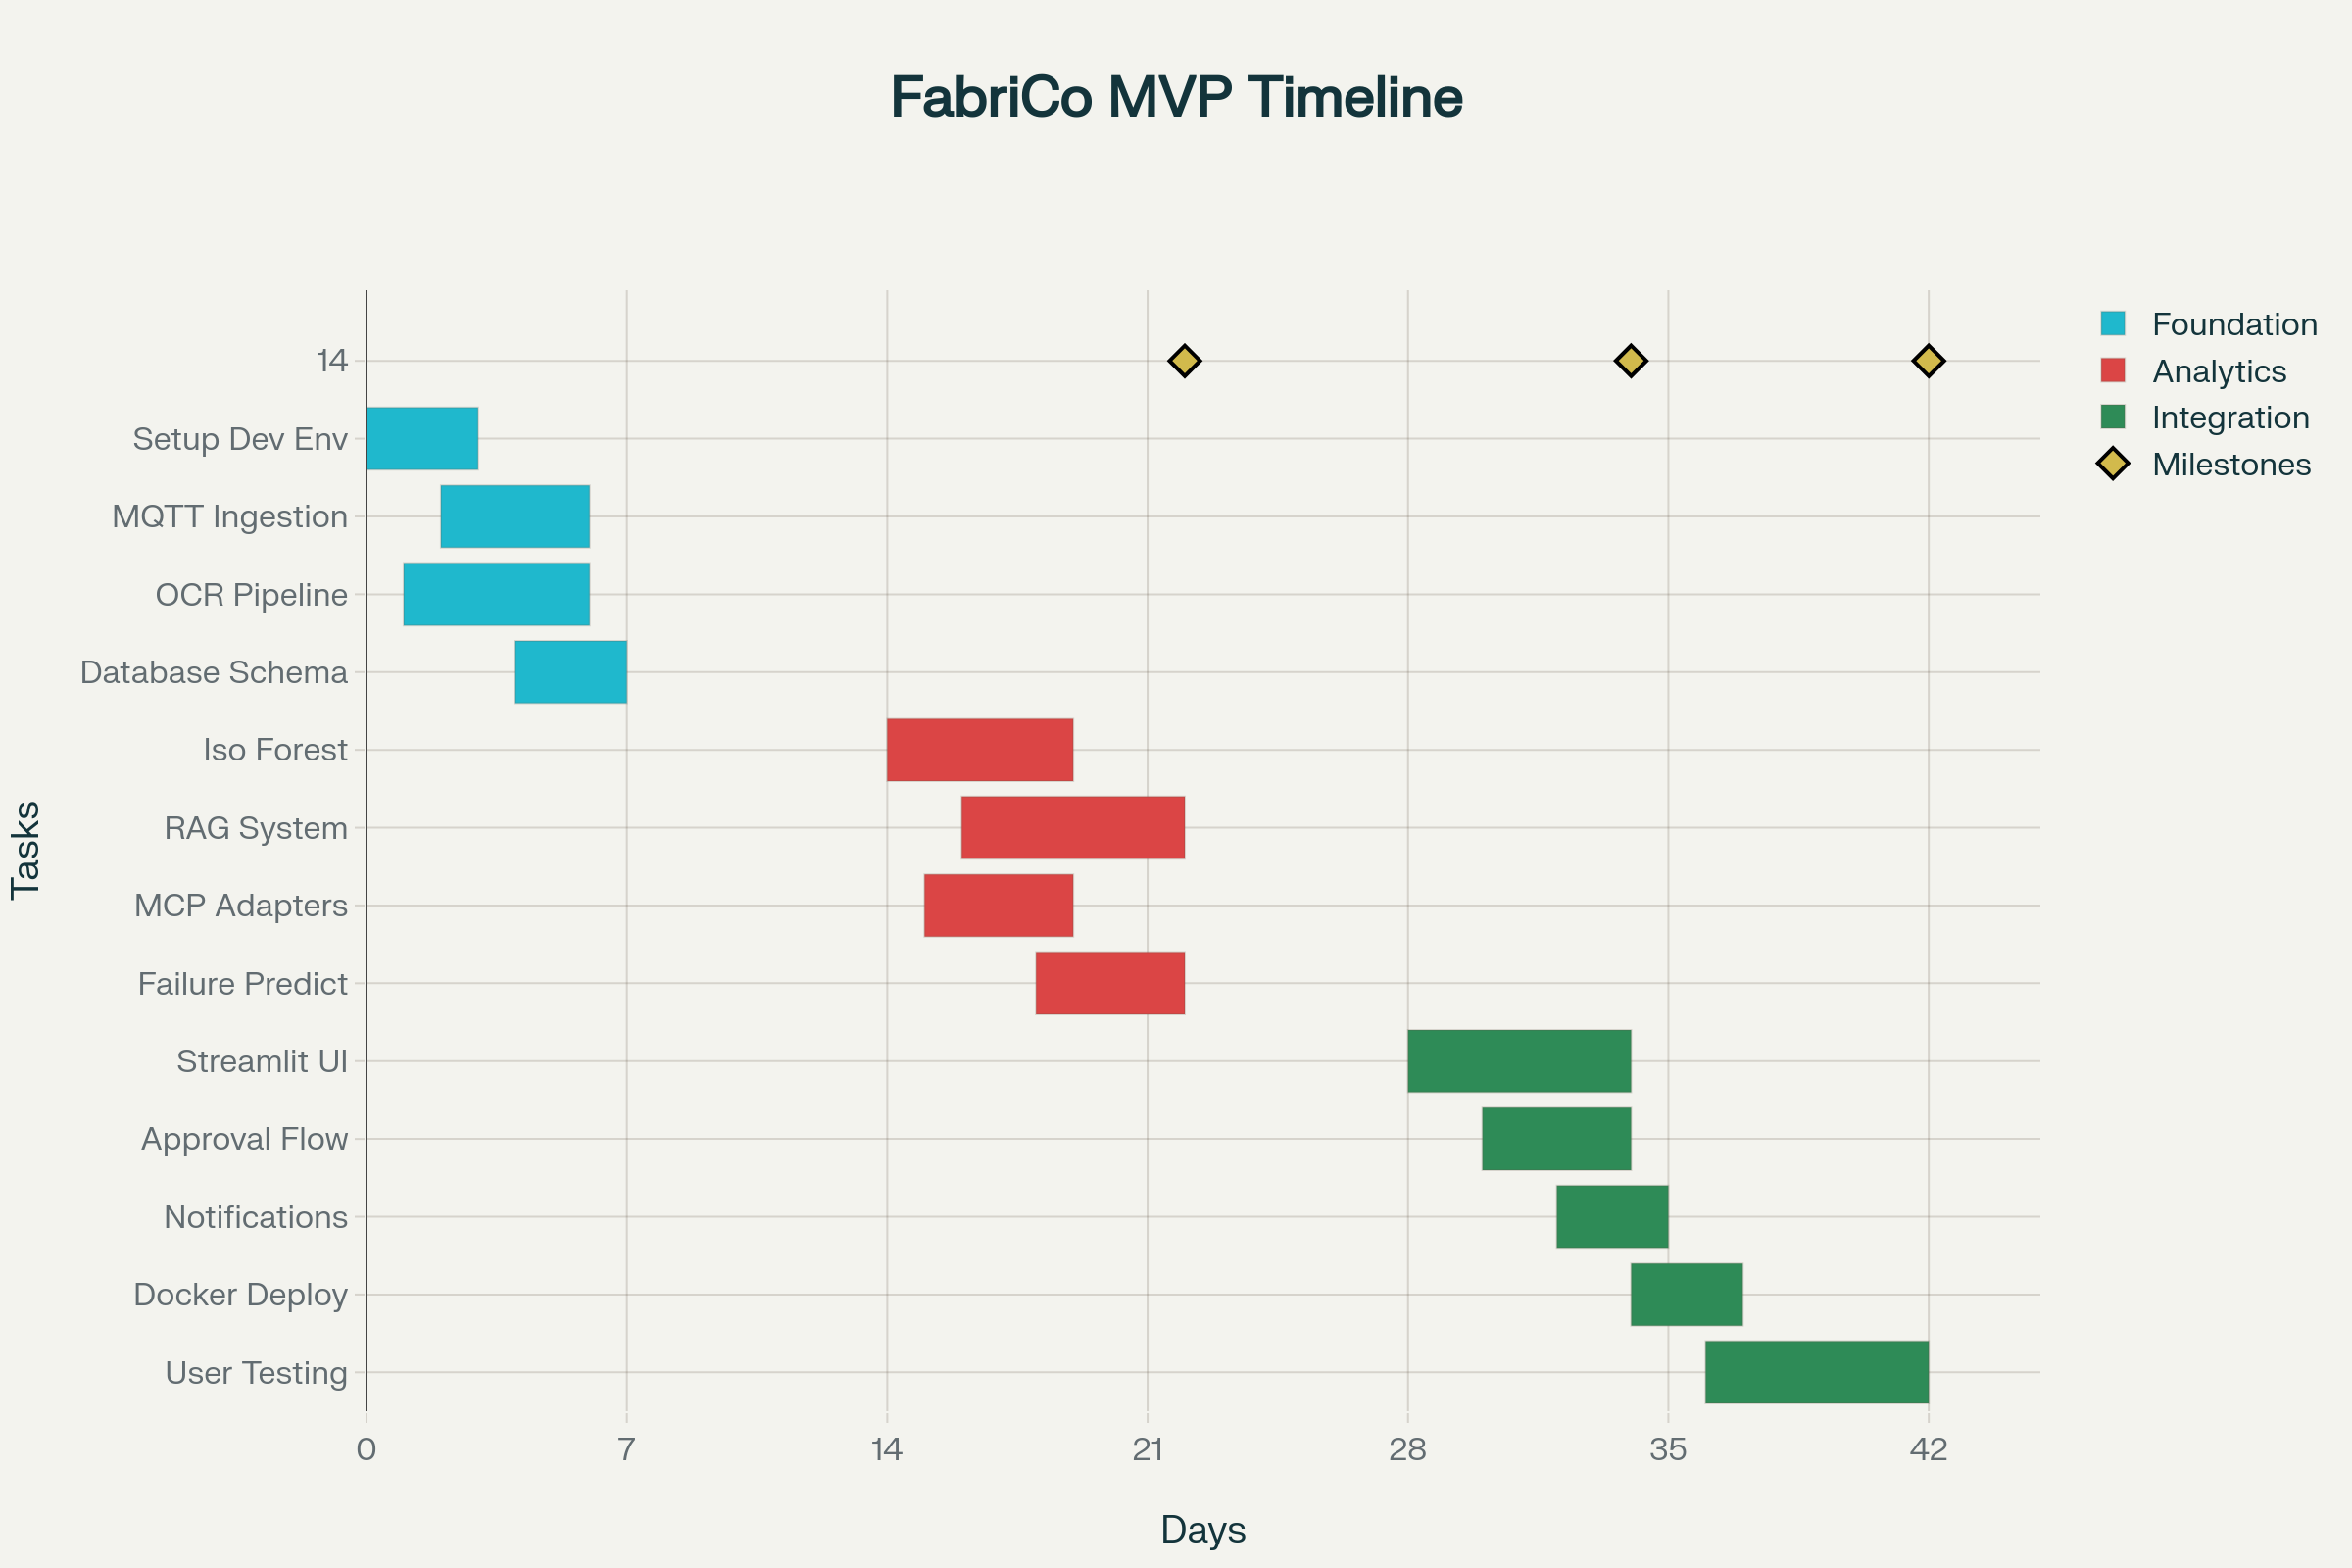 FabriCo MVP Timeline
14
Setup Dev Env
MQTT Ingestion
OCR Pipeline
Database Schema
Iso Forest
RAG System
MCP Adapters
Failure Predict
Streamlit UI
Approval Flow
Notifications
Docker Deploy
User Testing
Tasks
0 7 14 21 28 35 42
Days
Foundation
Analytics
Integration
Milestones